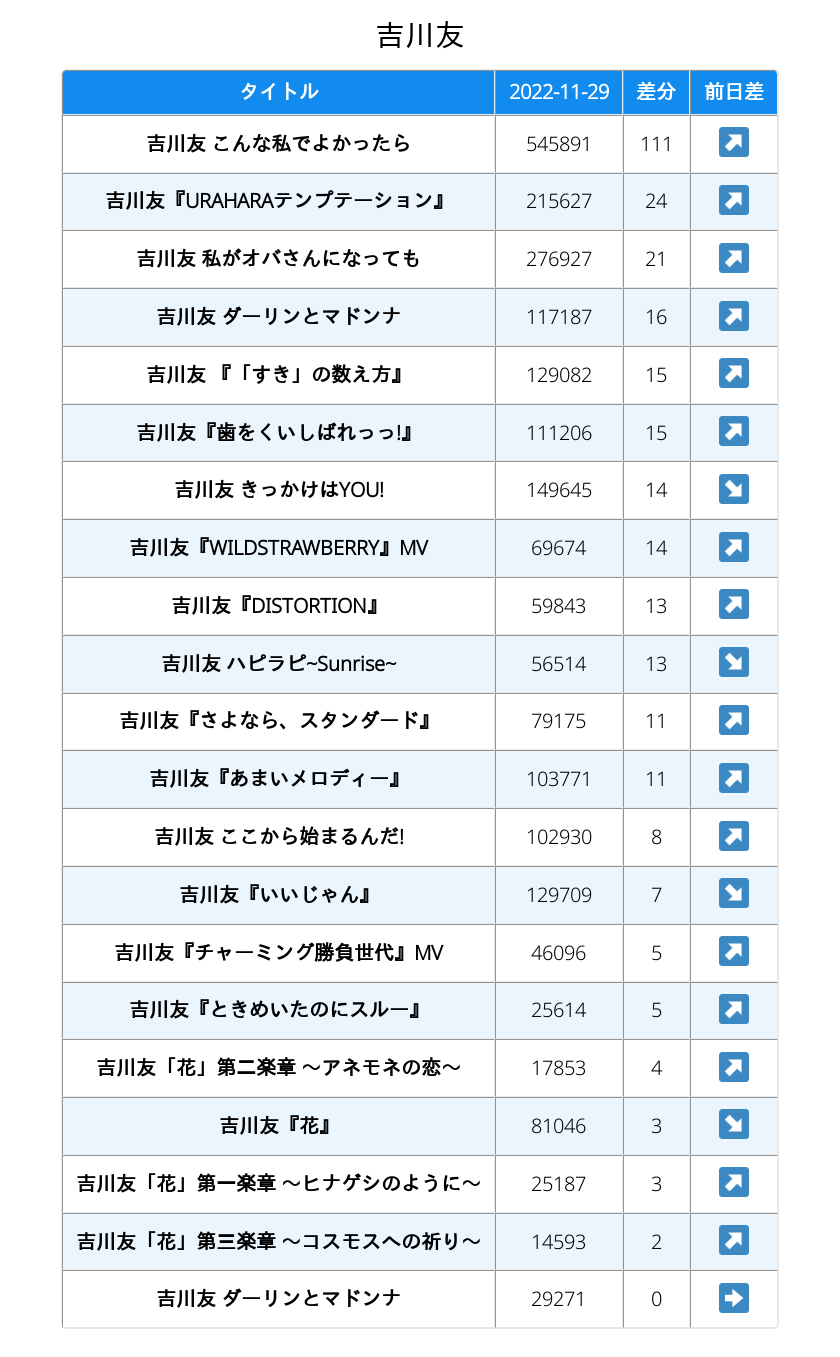 吉川友
タイトル 2022-11-29 差分 前日差
吉川友 こんな私でよかったら 545891 111 ↗
吉川友『URAHARAテンプテーション』 215627 24 ↗
吉川友 私がオバさんになっても 276927 21 ↗
吉川友 ダーリンとマドンナ 117187 16 ↗
吉川友 『「すき」の数え方』 129082 15 ↗
吉川友『歯をくいしばれっっ!』 111206 15 ↗
吉川友 きっかけはYOU! 149645 14 ↘
吉川友『WILDSTRAWBERRY』MV 69674 14 ↗
吉川友『DISTORTION』 59843 13 ↗
吉川友 ハピラピ~Sunrise~ 56514 13 ↘
吉川友『さよなら、スタンダード』 79175 11 ↗
吉川友『あまいメロディー』 103771 11 ↗
吉川友 ここから始まるんだ! 102930 8 ↗
吉川友『いいじゃん』 129709 7 ↘
吉川友『チャーミング勝負世代』MV 46096 5 ↗
吉川友『ときめいたのにスルー』 25614 5 ↗
吉川友「花」第二楽章 ～アネモネの恋～ 17853 4 ↗
吉川友『花』 81046 3 ↘
吉川友「花」第一楽章 ～ヒナゲシのように～ 25187 3 ↗
吉川友「花」第三楽章 ～コスモスへの祈り～ 14593 2 ↗
吉川友 ダーリンとマドンナ 29271 0 ➡